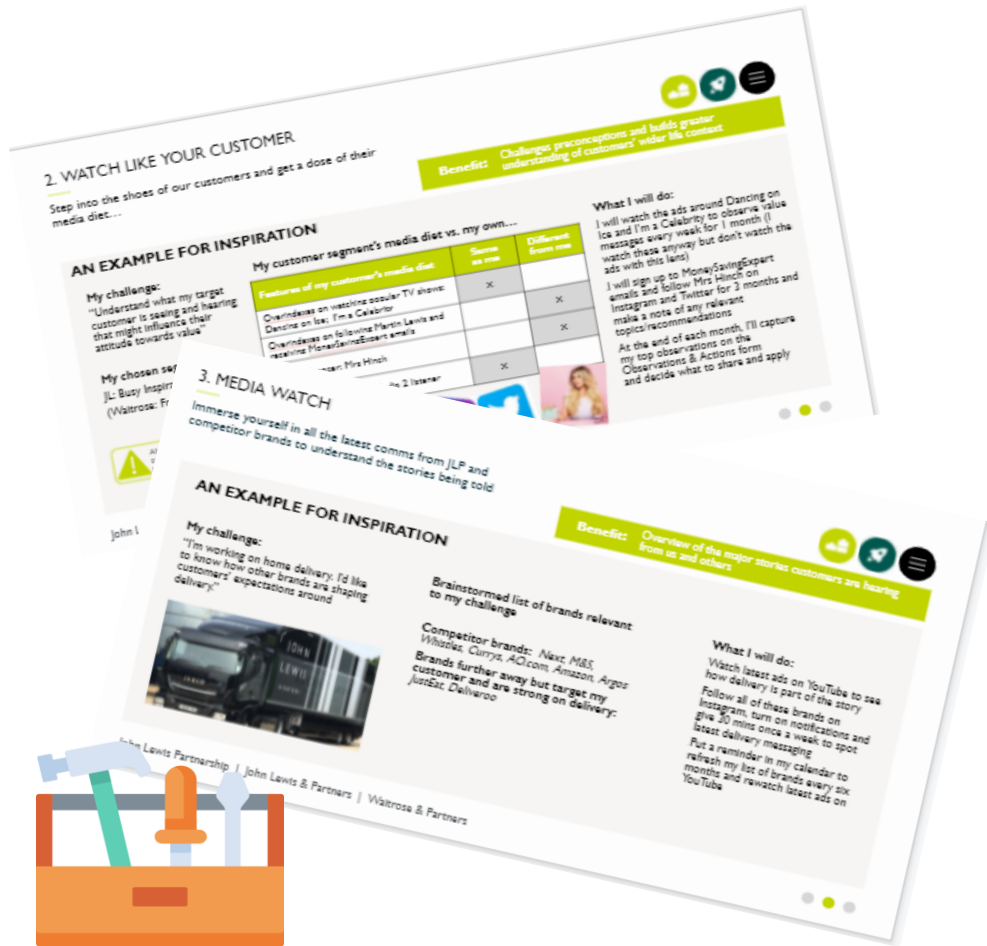 2. WATCH LIKE YOUR CUSTOMER
Step into the shoes of our customers and get a dose of their
media diet…
Benefit:
Challenges preconceptions and builds greater
understanding of customers' wider life context
AN EXAMPLE FOR INSPIRATION
My challenge:
"Understand what my target
customer is seeing and hearing
that might influence their
attitude towards value"
My chosen seg
JL: Busy Inspir
(Waitrose: Fr
My customer segment's media diet vs. my own…
Features of my customer's media diet
Same
as me
Different
from me
Overindexes on watching popular TV shows:
Dancing on Ice; I'm a Celebrity
x
Overindexes on following Martin Lewis and
receiving MoneySavingExpert emails
x
Mrs Hinch
x
2 listener
x
What I will do:
I will watch the ads around Dancing on
Ice and I'm a Celebrity to observe value
messages every week for 1 month (I
watch these anyway but don't watch the
ads with this lens)
I will sign up to MoneySavingExpert
emails and follow Mrs Hinch on
Instagram and Twitter for 3 months and
make a note of any relevant
topics/recommendations
At the end of each month, I'll capture
my top observations on the
Observations & Actions form
and decide what to share and apply
John L
3. MEDIA WATCH
Immerse yourself in all the latest comms from JLP and
competitor brands to understand the stories being told
Benefit:
Overview of the major stories customers are hearing
from us and others
AN EXAMPLE FOR INSPIRATION
My challenge:
"I'm working on home delivery. I'd like
to know how other brands are shaping
customers' expectations around
delivery."
JOHN
LEWIS
Brainstormed list of brands relevant
to my challenge
Competitor brands: Next, M&S,
Whistles, Currys, AO.com, Amazon, Argos
Brands further away but target my
customer and are strong on delivery:
JustEat, Deliveroo
What I will do:
Watch latest ads on YouTube to see
how delivery is part of the story
Follow all of these brands on
Instagram, turn on notifications and
give 30 mins once a week to spot
latest delivery messaging
Put a reminder in my calendar to
refresh my list of brands every six
months and rewatch latest ads on
YouTube
John Lewis Partnership | John Lewis & Partners | Waitrose & Partners